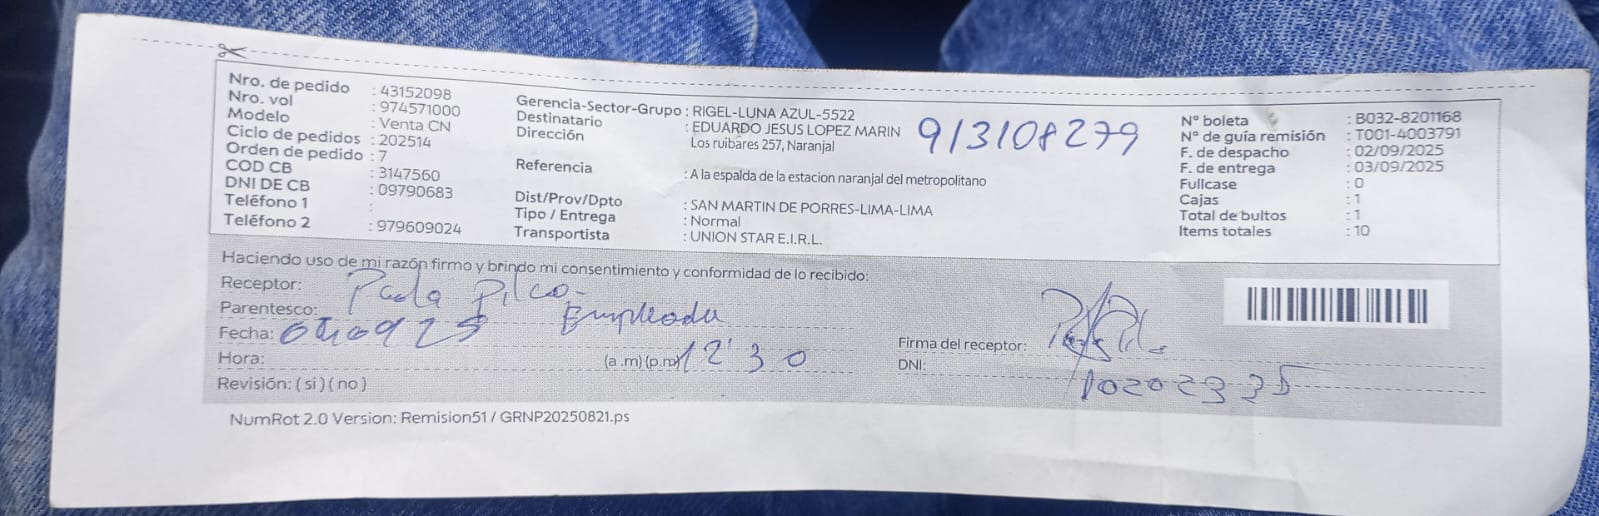 Nro. de pedido : 43152098
Nro. vol : 974571000
Modelo : Venta CN
Ciclo de pedidos : 202514
Orden de pedido : 7
COD CB : 3147560
DNI DE CB : 09790683
Teléfono 1 :
Teléfono 2 : 979609024
Gerencia-Sector-Grupo : RIGEL-LUNA AZUL-5522
Destinatario : EDUARDO JESUS LOPEZ MARIN
Dirección Los ruibares 257, Naranjal
913108279
Referencia : A la espalda de la estacion naranjal del metropolitano
Dist/Prov/Dpto : SAN MARTIN DE PORRES-LIMA-LIMA
Tipo / Entrega : Normal
Transportista : UNION STAR E.I.R.L.
N° boleta : B032-8201168
N° de guía remisión : T001-4003791
F. de despacho : 02/09/2025
F. de entrega : 03/09/2025
Fullcase : 0
Cajas : 1
Total de bultos : 1
Items totales : 10
Haciendo uso de mi razón firmo y brindo mi consentimiento y conformidad de lo recibido:
Receptor: Paola Pilco
Parentesco: Empleada
Fecha: 040925
Hora: (a .m) (p.m) 12'30
Revisión: ( si ) ( no )
Firma del receptor:
DNI: 10202935
NumRot 2.0 Version: Remision51 / GRNP20250821.ps